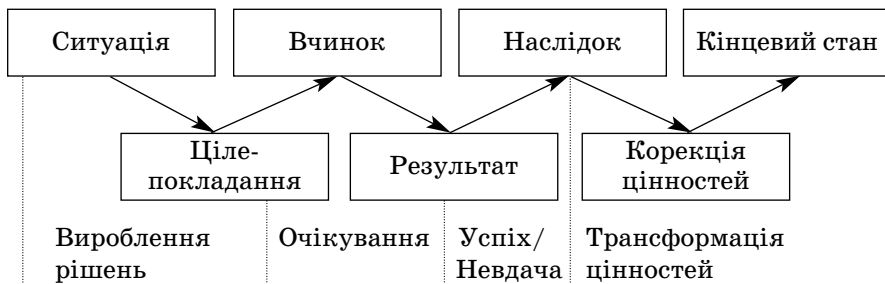 Ситуація
Вчинок
Наслідок
Кінцевий стан
Ціле-
покладання
Результат
Корекція
цінностей
Вироблення
рішень
Очікування
Успіх/
Невдача
Трансформація
цінностей